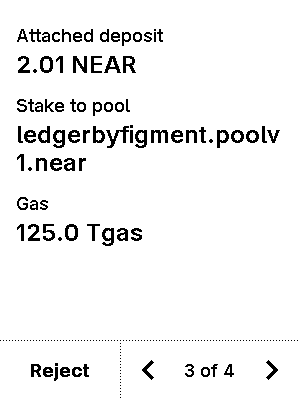 Attached deposit
2.01 NEAR
Stake to pool
ledgerbyfigment.poolv
1.near
Gas
125.0 Tgas
Reject
3 of 4